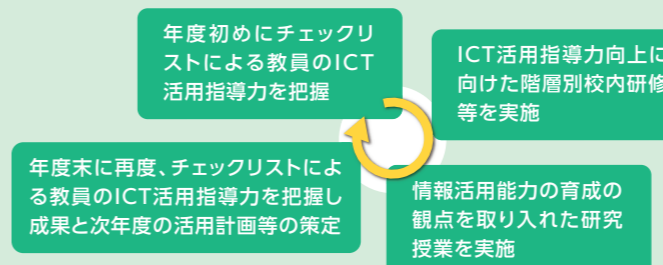 年度初めにチェックリ
ストによる教員のICT
活用指導力を把握
ICT活用指導力向上に
向けた階層別校内研修
等を実施
情報活用能力の育成の
観点を取り入れた研究
授業を実施
年度末に再度、チェックリストによ
る教員のICT活用指導力を把握し
成果と次年度の活用計画等の策定